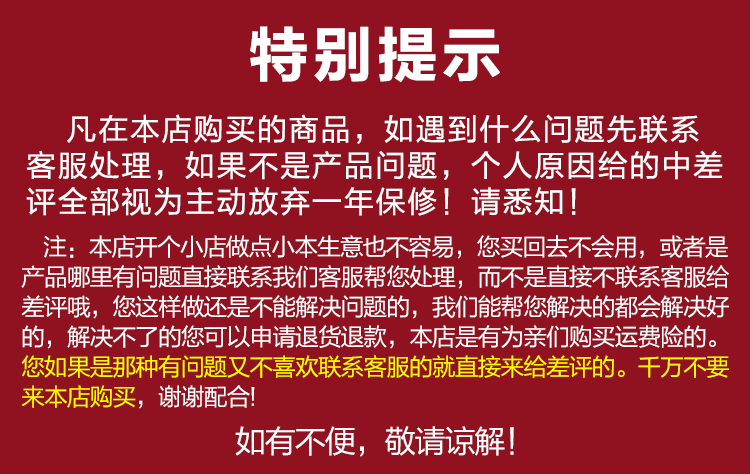 特别提示
凡在本店购买的商品，如遇到什么问题先联系
客服处理，如果不是产品问题，个人原因给的中差
评全部视为主动放弃一年保修！请悉知！
注：本店开个小店做点小本生意也不容易，您买回去不会用，或者是
产品哪里有问题直接联系我们客服帮您处理，而不是直接不联系客服给
差评哦，您这样做还是不能解决问题的，我们能帮您解决的都会解决好
的，解决不了的您可以申请退货退款，本店是有为亲们购买运费险的。
您如果是那种有问题又不喜欢联系客服的就直接来给差评的。千万不要
来本店购买，谢谢配合!
如有不便，敬请谅解！